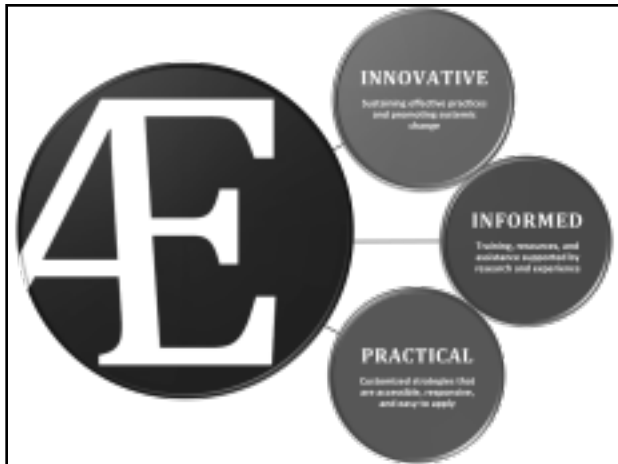 Æ
INNOVATIVE
Sustaining effective practices
and promoting systemic
change
INFORMED
Training, resources, and
assistance supported by
research and experience
PRACTICAL
Customized strategies that
are accessible, responsive,
and easy to apply